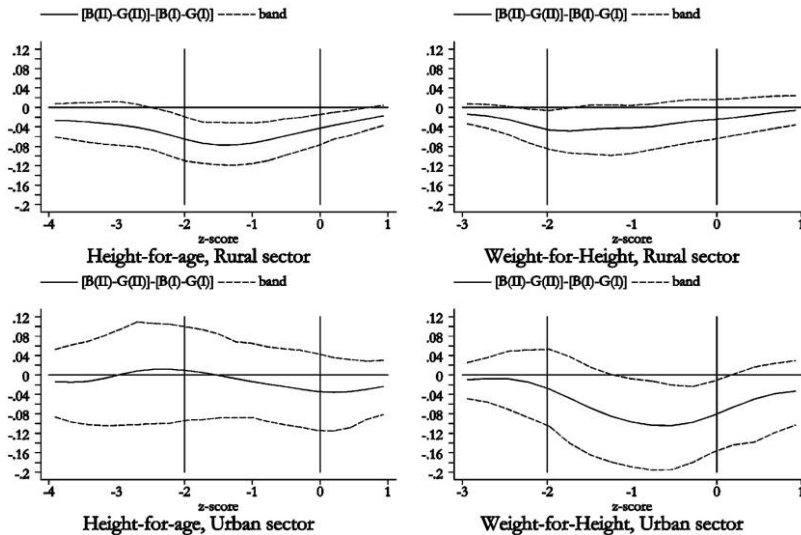 [B(II)-G(II)]-[B(I)-G(I)] band
.12
.08
.04
0
-.04
-.08
-.12
-.16
-.2
-4 -3 -2 -1 0 1
z-score
Height-for-age, Rural sector
[B(II)-G(II)]-[B(I)-G(I)] band
.12
.08
.04
0
-.04
-.08
-.12
-.16
-.2
-3 -2 -1 0 1
z-score
Weight-for-Height, Rural sector
[B(II)-G(II)]-[B(I)-G(I)] band
.12
.08
.04
0
-.04
-.08
-.12
-.16
-.2
-4 -3 -2 -1 0 1
z-score
Height-for-age, Urban sector
[B(II)-G(II)]-[B(I)-G(I)] band
.12
.08
.04
0
-.04
-.08
-.12
-.16
-.2
-3 -2 -1 0 1
z-score
Weight-for-Height, Urban sector